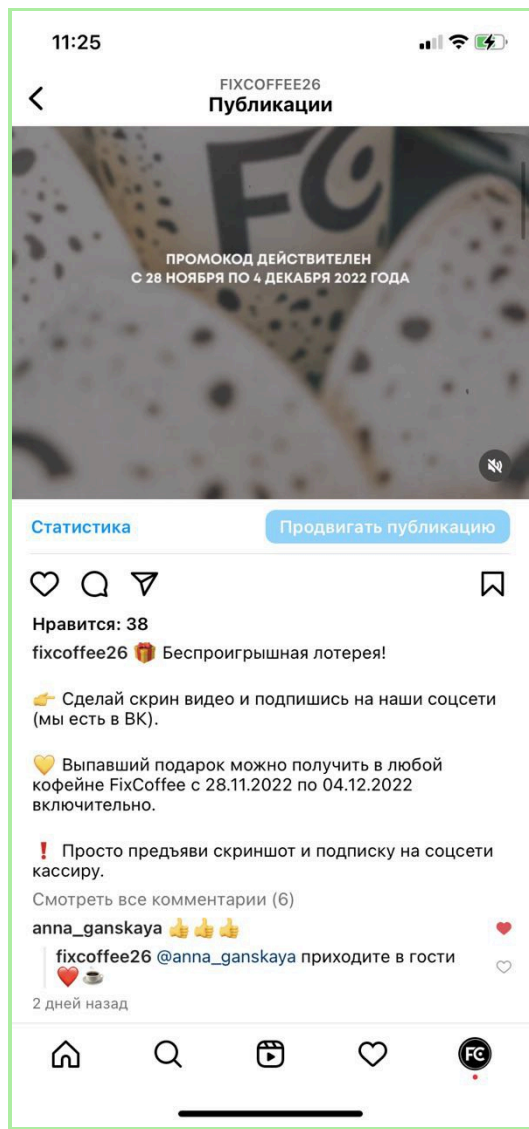 11:25
FIXCOFFEE26
Публикации
FC
ПРОМОКОД ДЕЙСТВИТЕЛЕН
С 28 НОЯБРЯ ПО 4 ДЕКАБРЯ 2022 ГОДА
Статистика
Продвигать публикацию
Нравится: 38
fixcoffee26 🎁 Беспроигрышная лотерея!
👉 Сделай скрин видео и подпишись на наши соцсети
(мы есть в ВК).
💛 Выпавший подарок можно получить в любой
кофейне FixCoffee с 28.11.2022 по 04.12.2022
включительно.
❗ Просто предъяви скриншот и подписку на соцсети
кассиру.
Смотреть все комментарии (6)
anna_ganskaya 👍👍👍
fixcoffee26 @anna_ganskaya приходите в гости
❤️☕
2 дней назад
FC